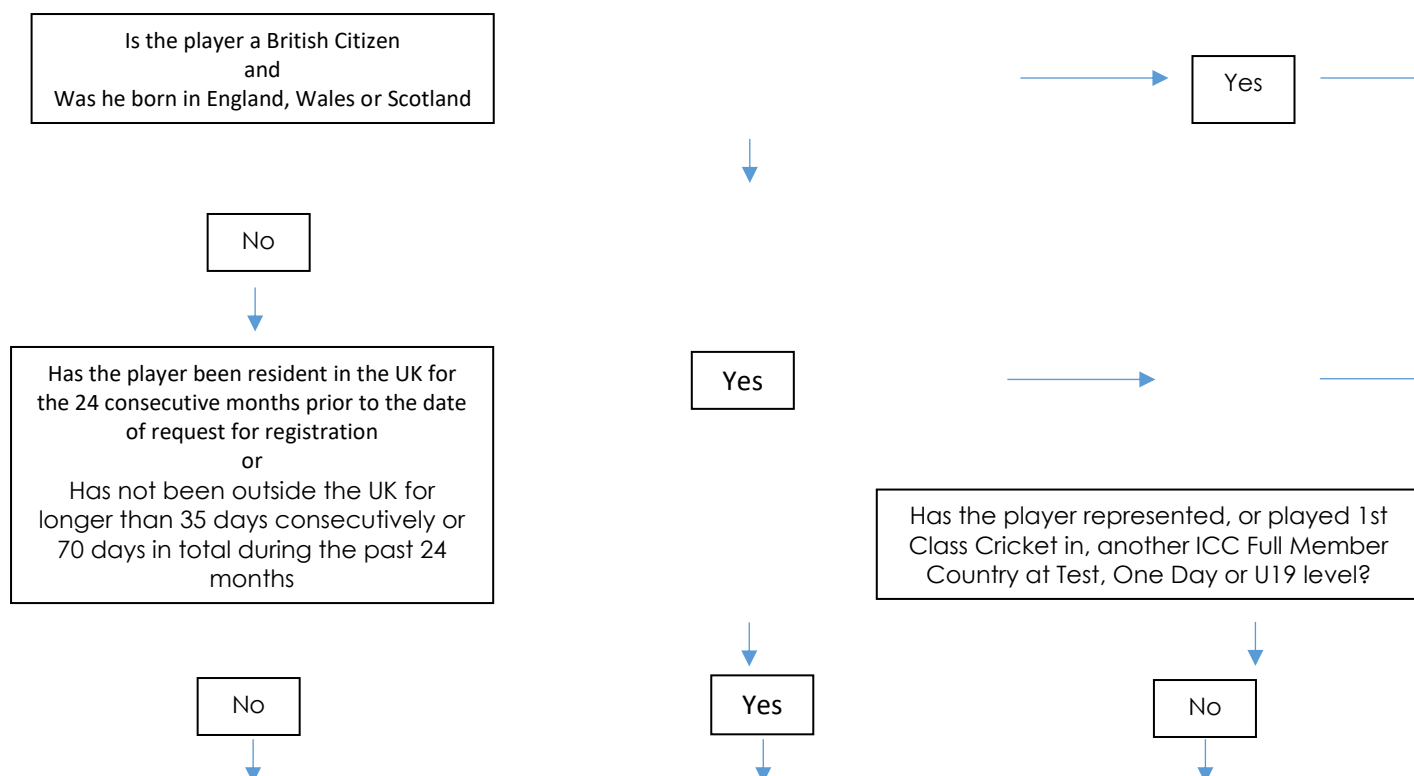 Is the player a British Citizen
and
Was he born in England, Wales or Scotland
Yes
No
Has the player been resident in the UK for
the 24 consecutive months prior to the date
of request for registration
or
Has not been outside the UK for
longer than 35 days consecutively or
70 days in total during the past 24
months
Yes
Has the player represented, or played 1st
Class Cricket in, another ICC Full Member
Country at Test, One Day or U19 level?
No
Yes
No